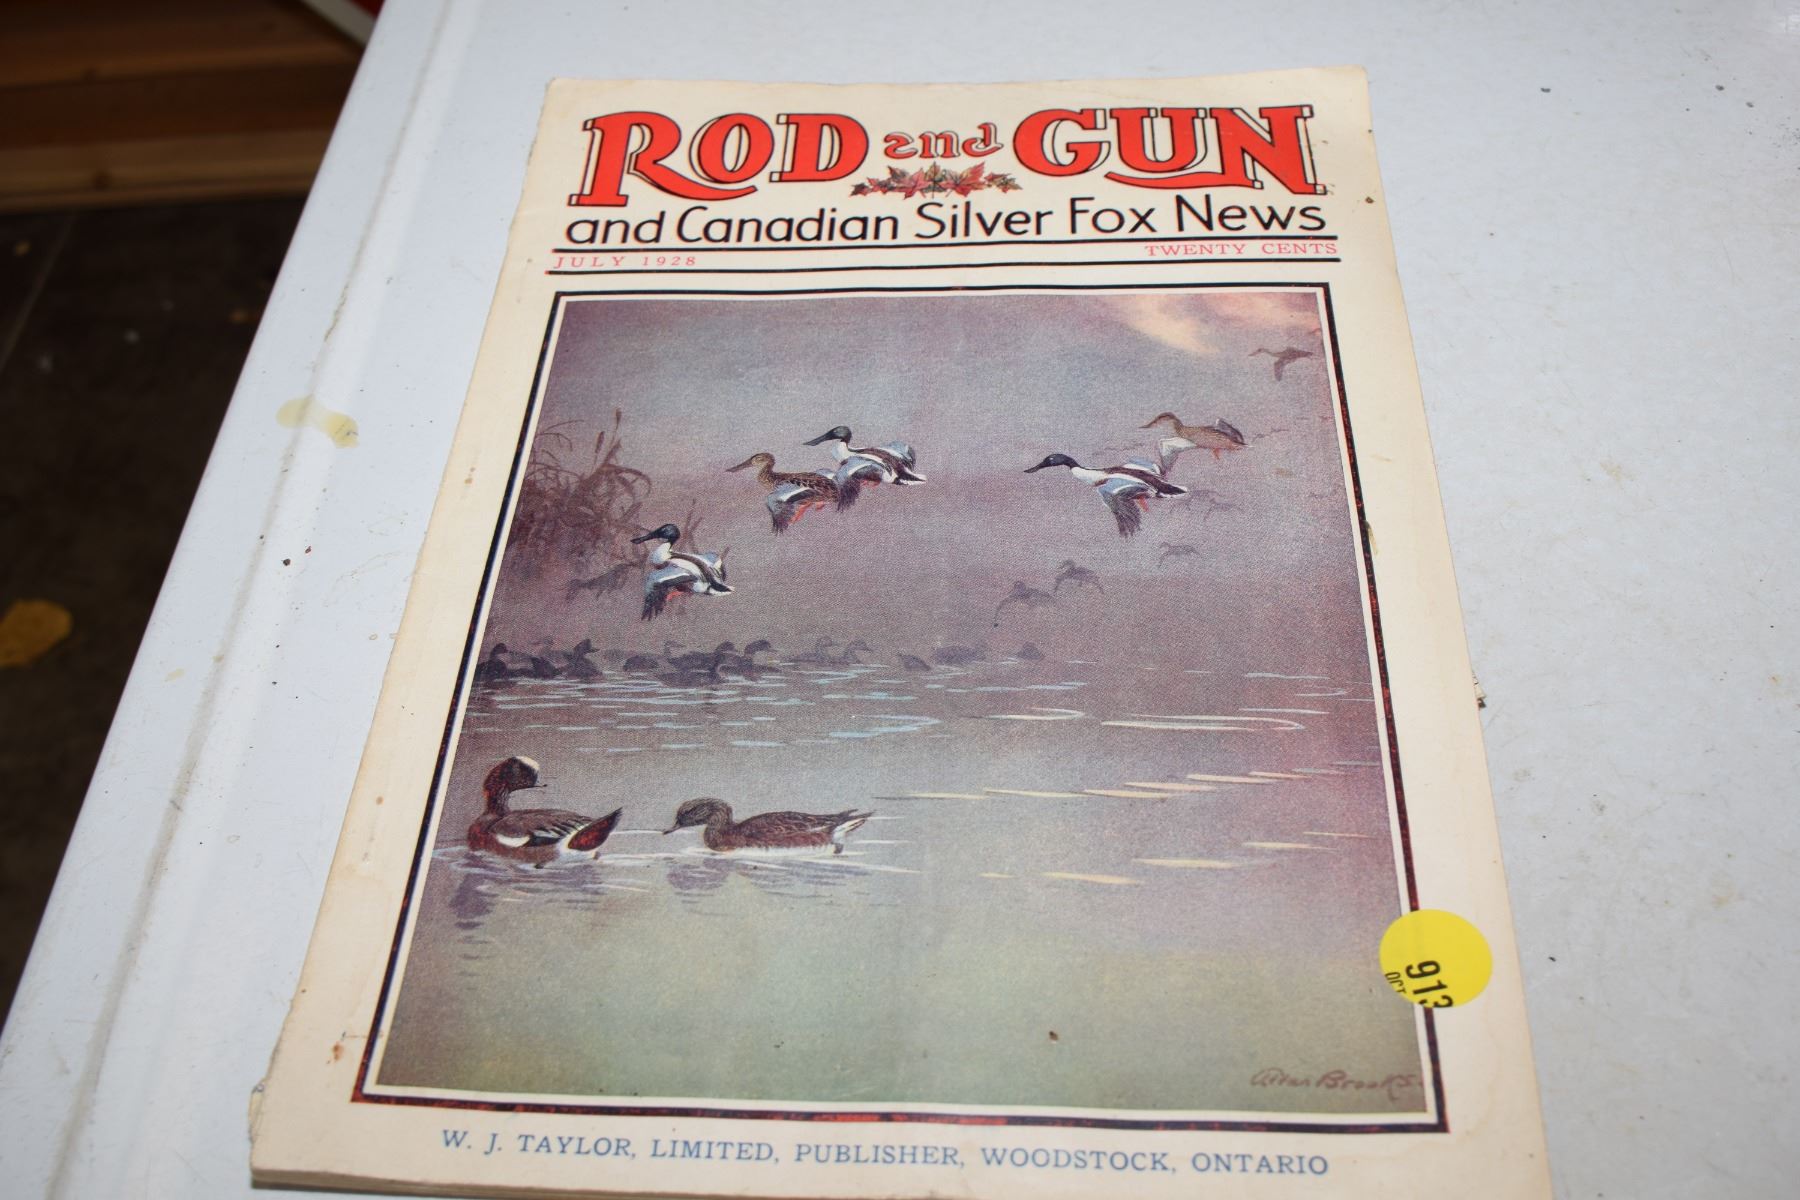 ROD and GUN
and Canadian Silver Fox News
JULY 1928 TWENTY CENTS
Allan Brooks
913
OCT
W. J. TAYLOR, LIMITED, PUBLISHER, WOODSTOCK, ONTARIO